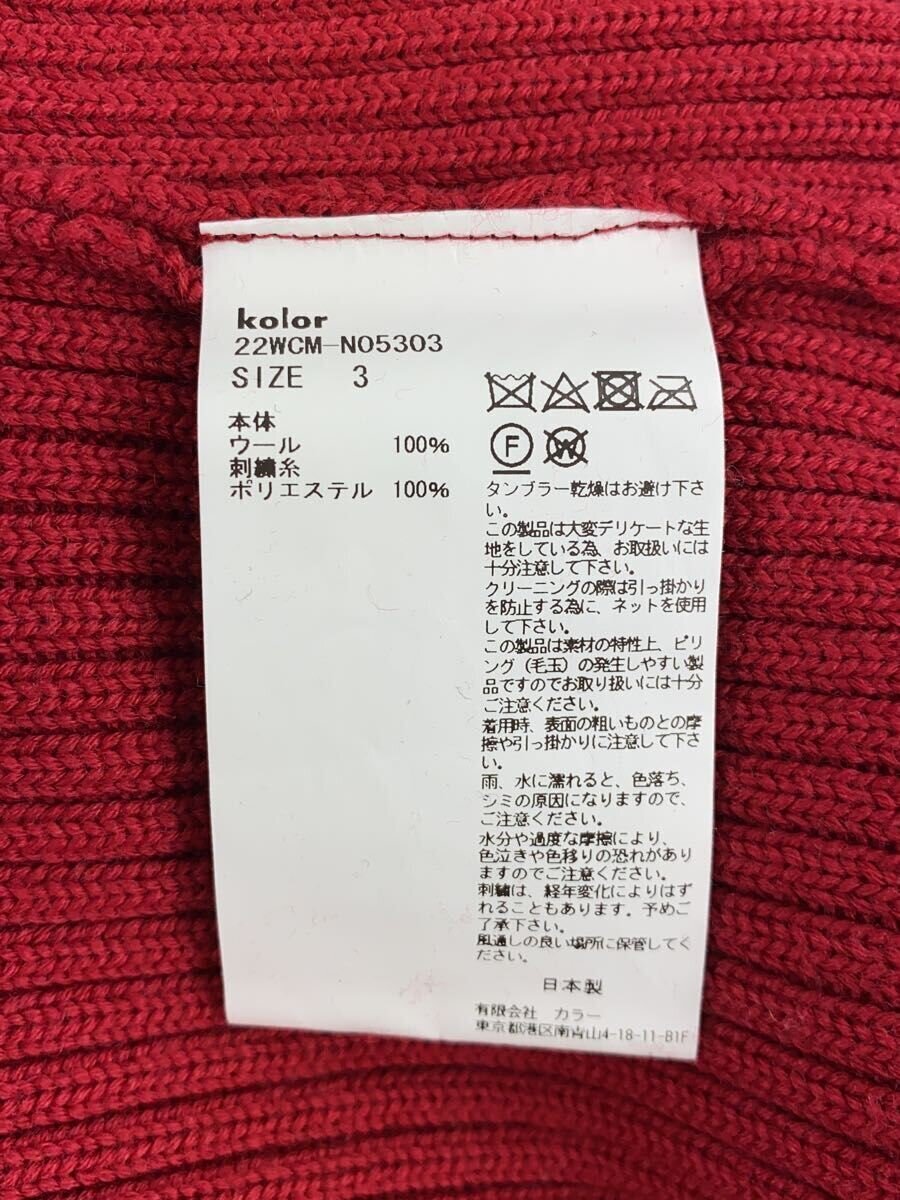 kolor
22WCM-N05303
SIZE 3
本体
ウール 100%
刺繍糸
ポリエステル 100%
F
W
タンブラー乾燥はお避け下さ
い。
この製品は大変デリケートな生
地をしている為、お取扱いには
十分注意して下さい。
クリーニングの際は引っ掛かり
を防止する為に、ネットを使用
して下さい。
この製品は素材の特性上、ピリ
ング（毛玉）の発生しやすい製
品ですのでお取り扱いには十分
ご注意ください。
着用時、表面の粗いものとの摩
擦や引っ掛かりに注意して下さ
い。
雨、水に濡れると、色落ち、
シミの原因になりますので、
ご注意ください。
水分や過度な摩擦により、
色泣きや色移りの恐れがあり
ますのでご注意ください。
刺繍は、経年変化によりはず
れることもあります。予めご
了承下さい。
風通しの良い場所に保管してく
ださい。
日本製
有限会社 カラー
東京都港区南青山4-18-11-B1F